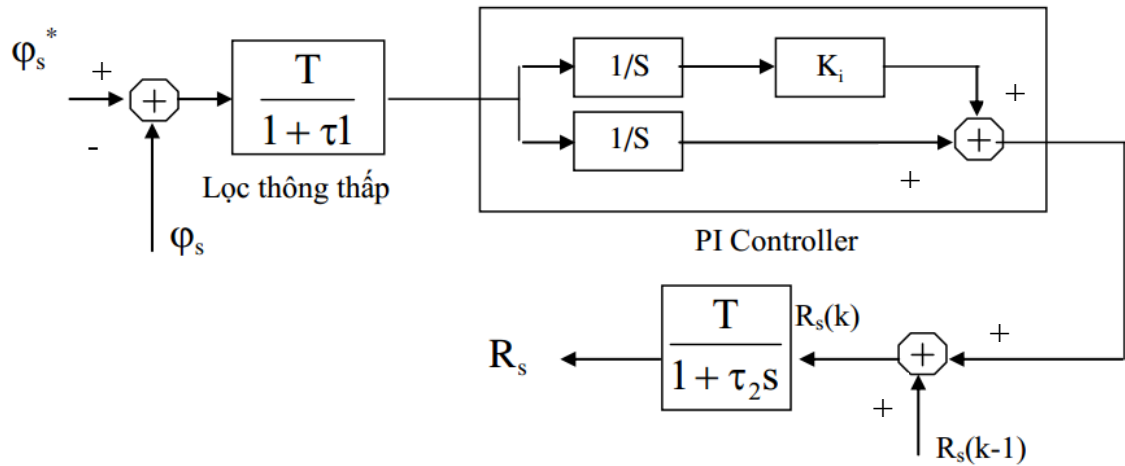 φₛ*
+
-
+
φₛ
T
1 + τ1
Lọc thông thấp
1/S
Kᵢ
+
1/S
+
+
PI Controller
Rₛ
T
1 + τ₂s
Rₛ(k)
+
+
+
Rₛ(k-1)